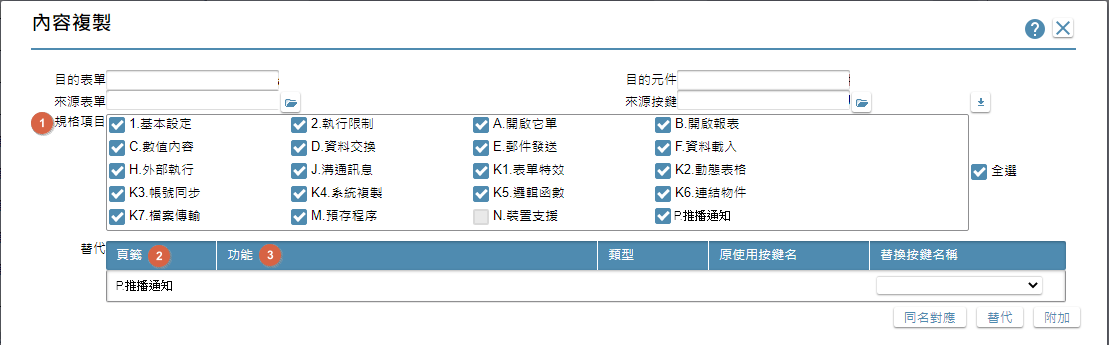 內容複製
?
目的表單 目的元件
來源表單 來源按鍵
1 規格項目 1.基本設定 2.執行限制 A.開啟它單 B.開啟報表
C.數值內容 D.資料交換 E.郵件發送 F.資料載入
H.外部執行 J.溝通訊息 K1.表單特效 K2.動態表格 全選
K3.帳號同步 K4.系統複製 K5.邏輯函數 K6.連結物件
K7.檔案傳輸 M.預存程序 N.裝置支援 P.推播通知
替代 頁籤 2 功能 3 類型 原使用按鍵名 替換按鍵名稱
P.推播通知
同名對應 替代 附加